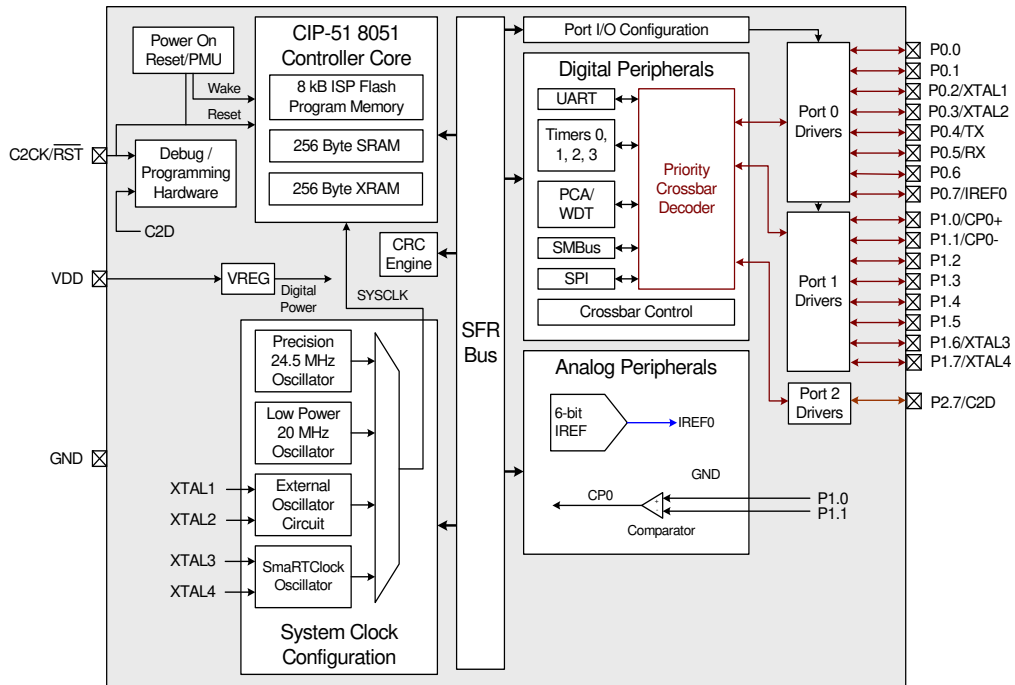 Power On
Reset/PMU
Wake
Reset
C2CK/RST
Debug /
Programming
Hardware
C2D
VDD
VREG
Digital
Power
GND
CIP-51 8051
Controller Core
8 kB ISP Flash
Program Memory
256 Byte SRAM
256 Byte XRAM
CRC
Engine
SYSCLK
Precision
24.5 MHz
Oscillator
Low Power
20 MHz
Oscillator
External
Oscillator
Circuit
SmaRTClock
Oscillator
XTAL1
XTAL2
XTAL3
XTAL4
System Clock
Configuration
SFR
Bus
Port I/O Configuration
Digital Peripherals
UART
Timers 0,
1, 2, 3
PCA/
WDT
SMBus
SPI
Priority
Crossbar
Decoder
Crossbar Control
Analog Peripherals
6-bit
IREF
IREF0
GND
CP0
+
-
Comparator
P1.0
P1.1
Port 0
Drivers
Port 1
Drivers
Port 2
Drivers
P0.0
P0.1
P0.2/XTAL1
P0.3/XTAL2
P0.4/TX
P0.5/RX
P0.6
P0.7/IREF0
P1.0/CP0+
P1.1/CP0-
P1.2
P1.3
P1.4
P1.5
P1.6/XTAL3
P1.7/XTAL4
P2.7/C2D